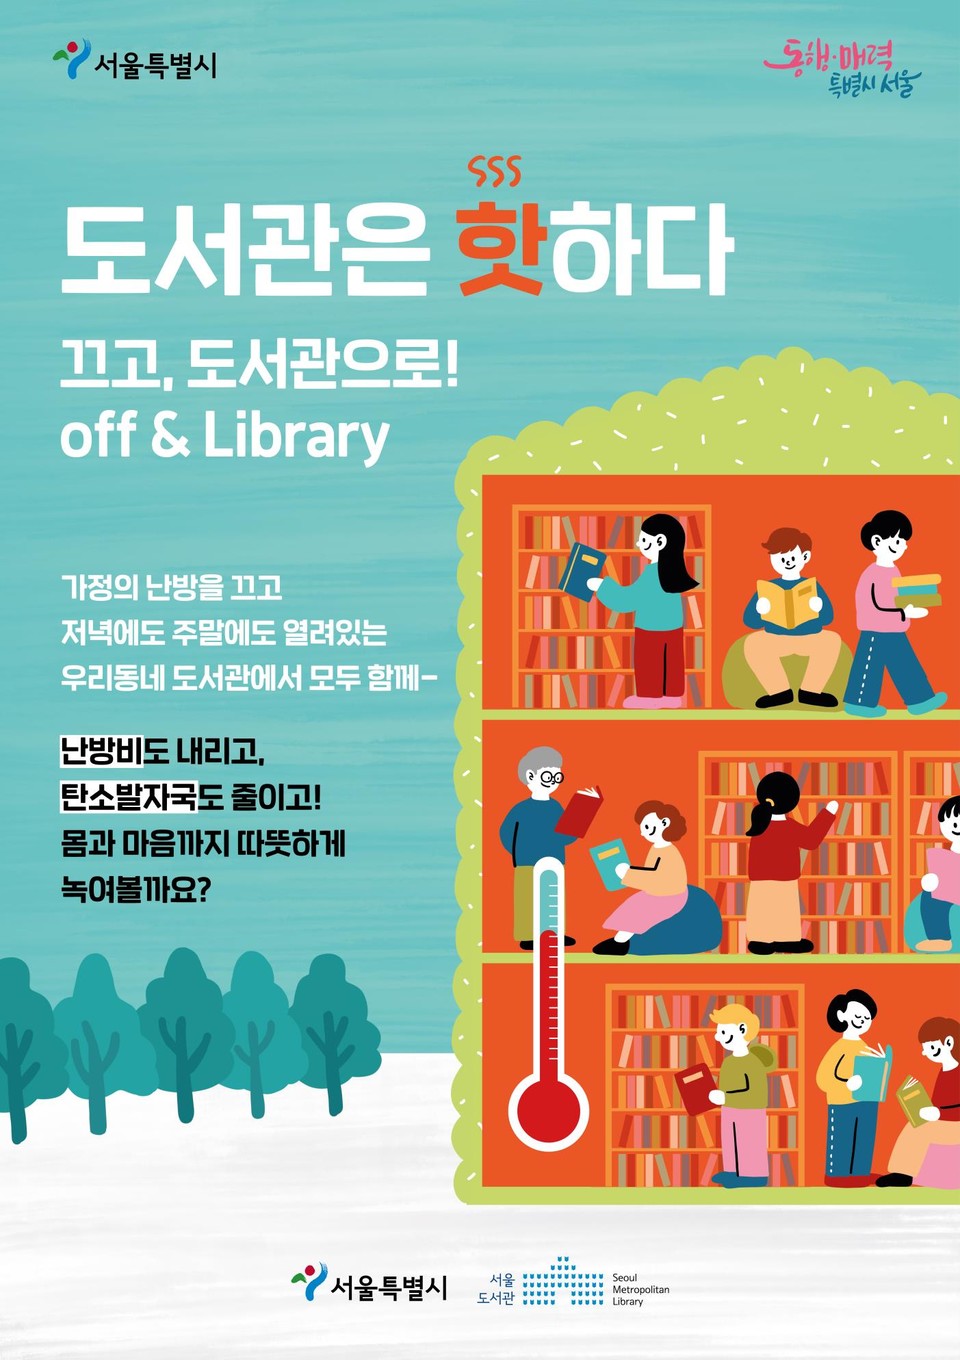 서울특별시
동행·매력
특별시 서울
도서관은 핫하다
끄고, 도서관으로!
off & Library
가정의 난방을 끄고
저녁에도 주말에도 열려있는
우리동네 도서관에서 모두 함께-
난방비도 내리고,
탄소발자국도 줄이고!
몸과 마음까지 따뜻하게
녹여볼까요?
서울특별시
서울
도서관
Seoul
Metropolitan
Library